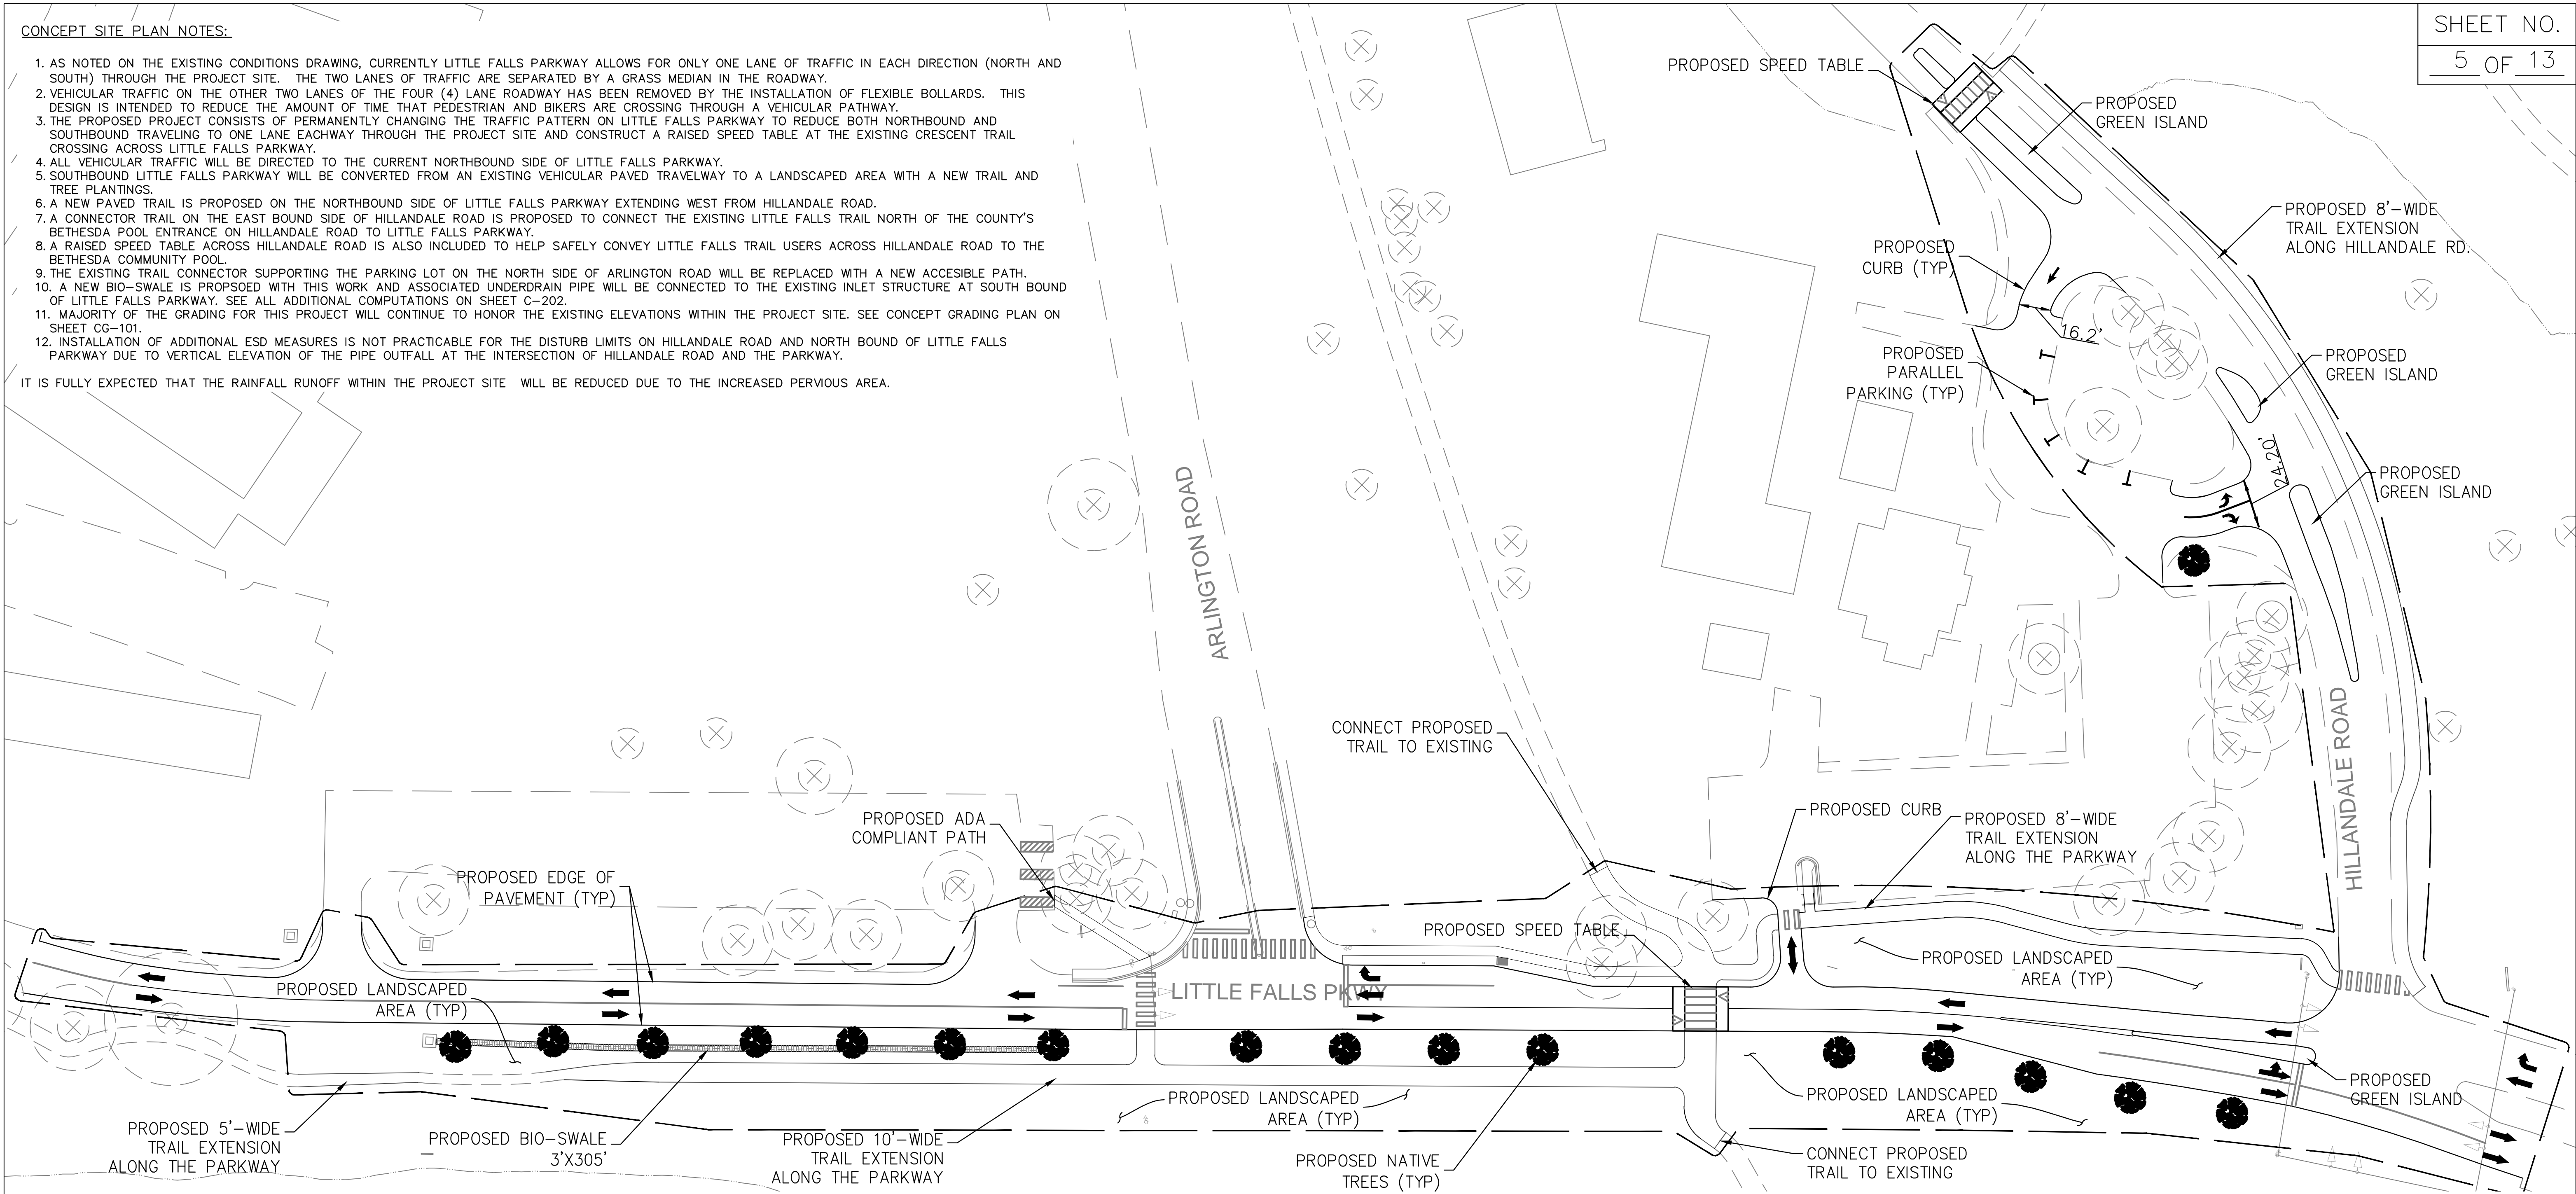 CONCEPT SITE PLAN NOTES:
1. AS NOTED ON THE EXISTING CONDITIONS DRAWING, CURRENTLY LITTLE FALLS PARKWAY ALLOWS FOR ONLY ONE LANE OF TRAFFIC IN EACH DIRECTION (NORTH AND
SOUTH) THROUGH THE PROJECT SITE. THE TWO LANES OF TRAFFIC ARE SEPARATED BY A GRASS MEDIAN IN THE ROADWAY.
2. VEHICULAR TRAFFIC ON THE OTHER TWO LANES OF THE FOUR (4) LANE ROADWAY HAS BEEN REMOVED BY THE INSTALLATION OF FLEXIBLE BOLLARDS. THIS
DESIGN IS INTENDED TO REDUCE THE AMOUNT OF TIME THAT PEDESTRIAN AND BIKERS ARE CROSSING THROUGH A VEHICULAR PATHWAY.
3. THE PROPOSED PROJECT CONSISTS OF PERMANENTLY CHANGING THE TRAFFIC PATTERN ON LITTLE FALLS PARKWAY TO REDUCE BOTH NORTHBOUND AND
SOUTHBOUND TRAVELING TO ONE LANE EACHWAY THROUGH THE PROJECT SITE AND CONSTRUCT A RAISED SPEED TABLE AT THE EXISTING CRESCENT TRAIL
CROSSING ACROSS LITTLE FALLS PARKWAY.
4. ALL VEHICULAR TRAFFIC WILL BE DIRECTED TO THE CURRENT NORTHBOUND SIDE OF LITTLE FALLS PARKWAY.
5. SOUTHBOUND LITTLE FALLS PARKWAY WILL BE CONVERTED FROM AN EXISTING VEHICULAR PAVED TRAVELWAY TO A LANDSCAPED AREA WITH A NEW TRAIL AND
TREE PLANTINGS.
6. A NEW PAVED TRAIL IS PROPOSED ON THE NORTHBOUND SIDE OF LITTLE FALLS PARKWAY EXTENDING WEST FROM HILLANDALE ROAD.
7. A CONNECTOR TRAIL ON THE EAST BOUND SIDE OF HILLANDALE ROAD IS PROPOSED TO CONNECT THE EXISTING LITTLE FALLS TRAIL NORTH OF THE COUNTY'S
BETHESDA POOL ENTRANCE ON HILLANDALE ROAD TO LITTLE FALLS PARKWAY.
8. A RAISED SPEED TABLE ACROSS HILLANDALE ROAD IS ALSO INCLUDED TO HELP SAFELY CONVEY LITTLE FALLS TRAIL USERS ACROSS HILLANDALE ROAD TO THE
BETHESDA COMMUNITY POOL.
9. THE EXISTING TRAIL CONNECTOR SUPPORTING THE PARKING LOT ON THE NORTH SIDE OF ARLINGTON ROAD WILL BE REPLACED WITH A NEW ACCESIBLE PATH.
10. A NEW BIO-SWALE IS PROPSOED WITH THIS WORK AND ASSOCIATED UNDERDRAIN PIPE WILL BE CONNECTED TO THE EXISTING INLET STRUCTURE AT SOUTH BOUND
OF LITTLE FALLS PARKWAY. SEE ALL ADDITIONAL COMPUTATIONS ON SHEET C-202.
11. MAJORITY OF THE GRADING FOR THIS PROJECT WILL CONTINUE TO HONOR THE EXISTING ELEVATIONS WITHIN THE PROJECT SITE. SEE CONCEPT GRADING PLAN ON
SHEET CG-101.
12. INSTALLATION OF ADDITIONAL ESD MEASURES IS NOT PRACTICABLE FOR THE DISTURB LIMITS ON HILLANDALE ROAD AND NORTH BOUND OF LITTLE FALLS
PARKWAY DUE TO VERTICAL ELEVATION OF THE PIPE OUTFALL AT THE INTERSECTION OF HILLANDALE ROAD AND THE PARKWAY.
IT IS FULLY EXPECTED THAT THE RAINFALL RUNOFF WITHIN THE PROJECT SITE WILL BE REDUCED DUE TO THE INCREASED PERVIOUS AREA.
SHEET NO.
5 OF 13
PROPOSED SPEED TABLE
PROPOSED
GREEN ISLAND
PROPOSED 8'-WIDE
TRAIL EXTENSION
ALONG HILLANDALE RD.
PROPOSED
CURB (TYP)
16.2'
PROPOSED
PARALLEL
PARKING (TYP)
PROPOSED
GREEN ISLAND
24.20'
PROPOSED
GREEN ISLAND
ARLINGTON ROAD
HILLANDALE ROAD
CONNECT PROPOSED
TRAIL TO EXISTING
PROPOSED ADA
COMPLIANT PATH
PROPOSED CURB
PROPOSED 8'-WIDE
TRAIL EXTENSION
ALONG THE PARKWAY
PROPOSED EDGE OF
PAVEMENT (TYP)
PROPOSED SPEED TABLE
PROPOSED LANDSCAPED
AREA (TYP)
PROPOSED LANDSCAPED
AREA (TYP)
LITTLE FALLS PKWY
PROPOSED
GREEN ISLAND
PROPOSED LANDSCAPED
AREA (TYP)
PROPOSED LANDSCAPED
AREA (TYP)
PROPOSED 5'-WIDE
TRAIL EXTENSION
ALONG THE PARKWAY
PROPOSED BIO-SWALE
3'X305'
PROPOSED 10'-WIDE
TRAIL EXTENSION
ALONG THE PARKWAY
PROPOSED NATIVE
TREES (TYP)
CONNECT PROPOSED
TRAIL TO EXISTING